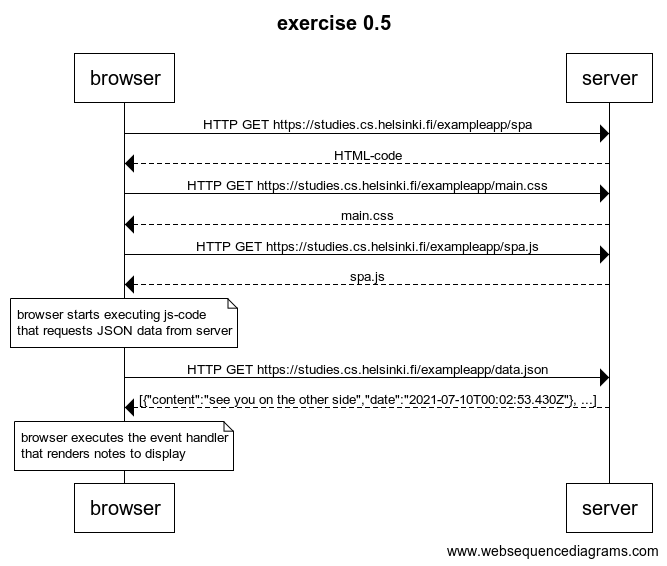 exercise 0.5
browser
server
HTTP GET https://studies.cs.helsinki.fi/exampleapp/spa
HTML-code
HTTP GET https://studies.cs.helsinki.fi/exampleapp/main.css
main.css
HTTP GET https://studies.cs.helsinki.fi/exampleapp/spa.js
spa.js
browser starts executing js-code
that requests JSON data from server
HTTP GET https://studies.cs.helsinki.fi/exampleapp/data.json
[{"content":"see you on the other side","date":"2021-07-10T00:02:53.430Z"}, ...]
browser executes the event handler
that renders notes to display
browser
server
www.websequencediagrams.com